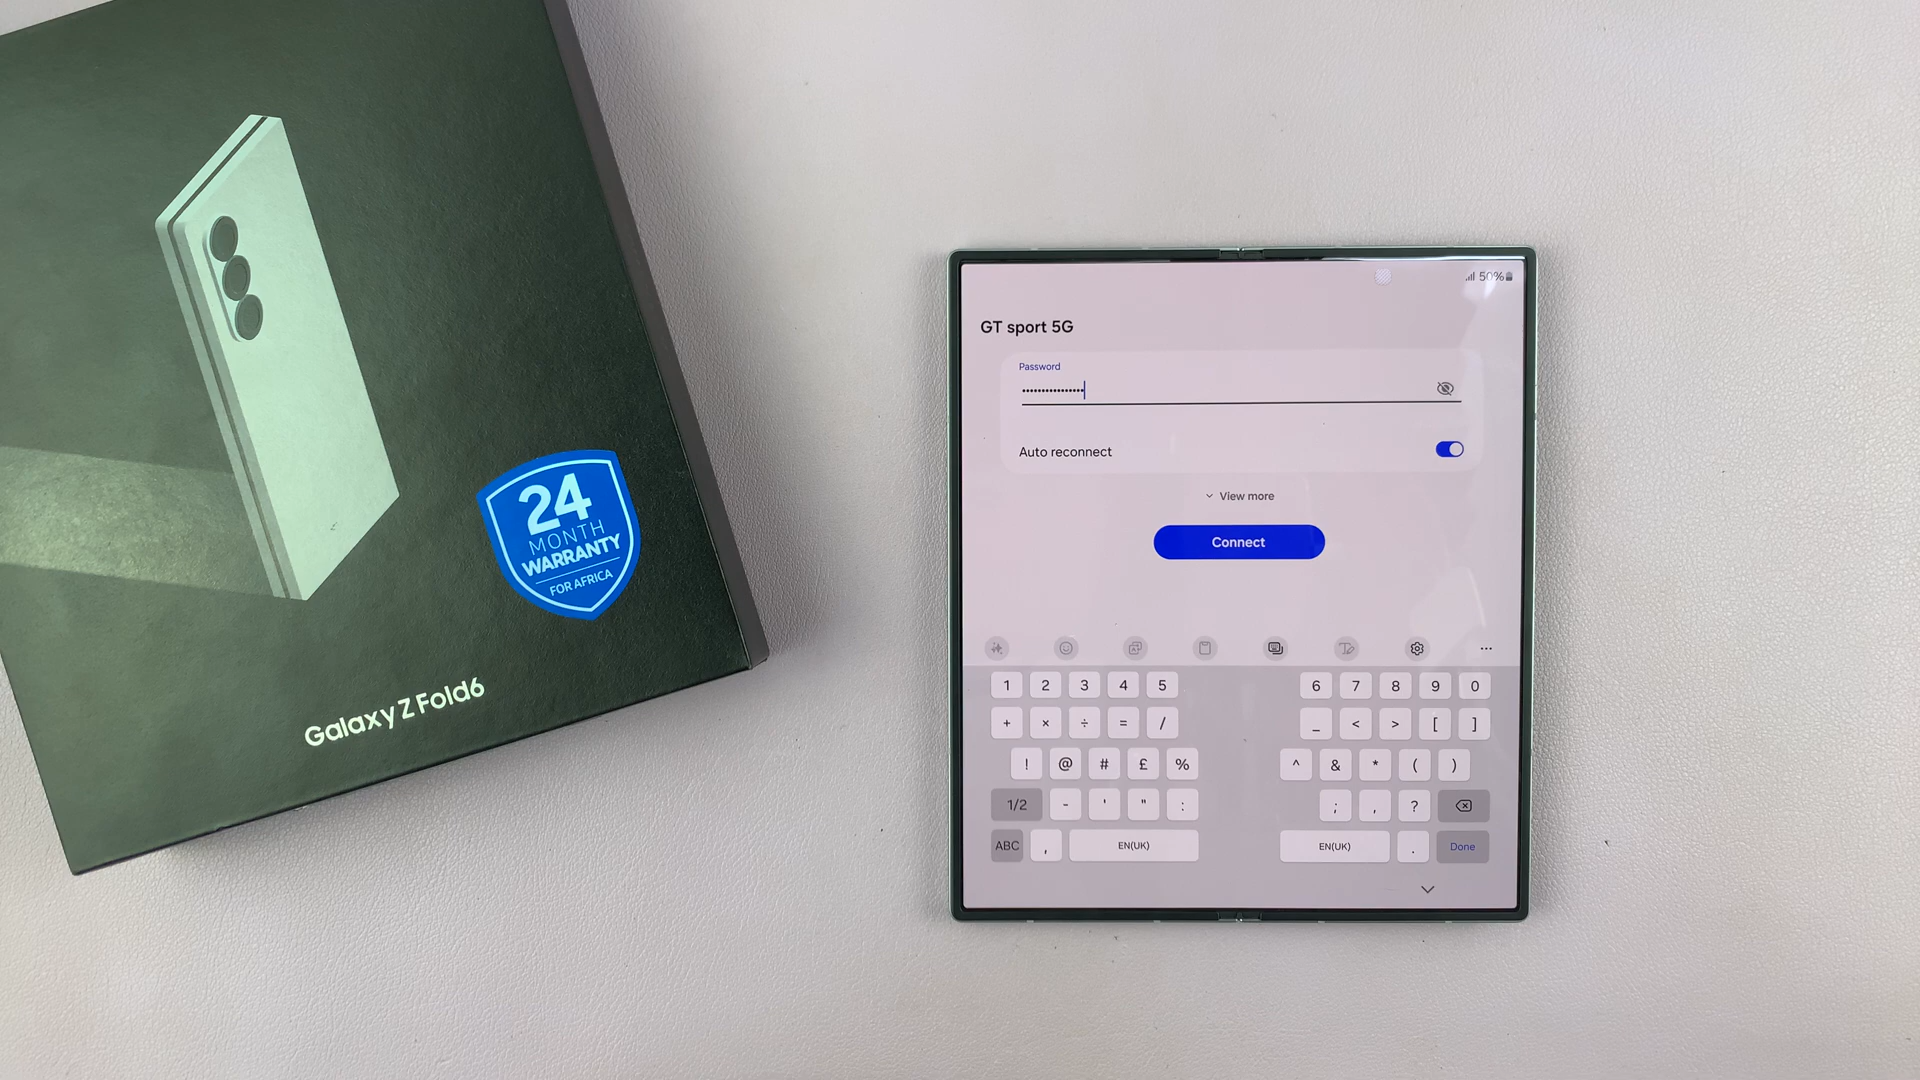 24
MONTH
WARRANTY
FOR AFRICA
Galaxy Z Fold6
50%
GT sport 5G
Password
••••••••••••••••
Auto reconnect
View more
Connect
1 2 3 4 5 6 7 8 9 0
+ × ÷ = / _ < > [ ]
! @ # £ % ^ & * ( )
1/2 - ' " : ; , ?
ABC , EN(UK) EN(UK) . Done